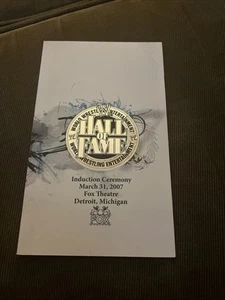 WORLD WRESTLING ENTERTAINMENT
HALL
OF
FAME
WORLD WRESTLING ENTERTAINMENT
Induction Ceremony
March 31, 2007
Fox Theatre
Detroit, Michigan